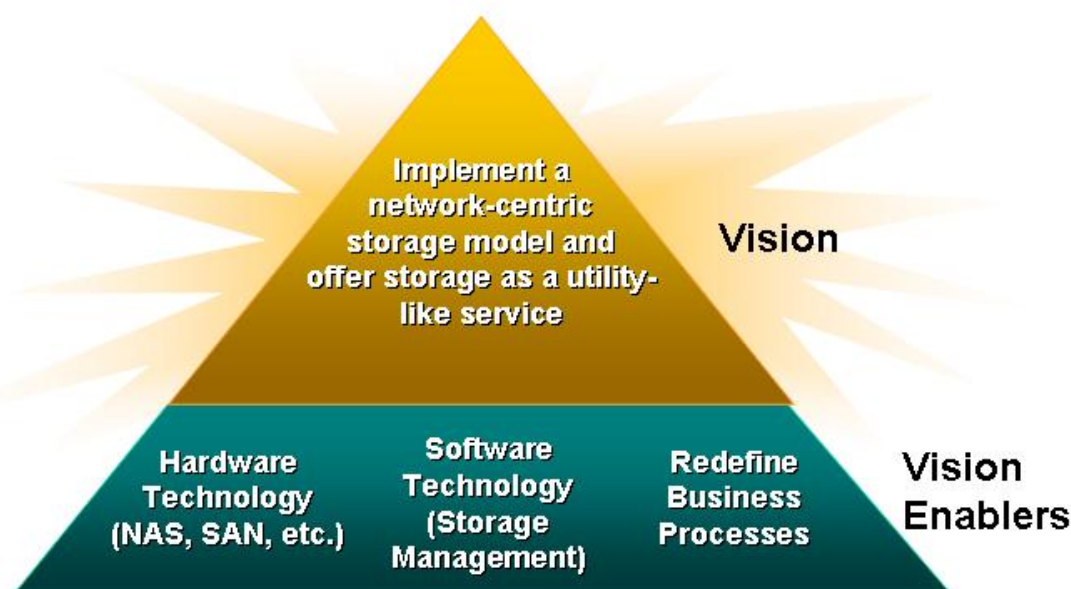 Implement a
network-centric
storage model and
offer storage as a utility-
like service
Vision
Hardware
Technology
(NAS, SAN, etc.)
Software
Technology
(Storage
Management)
Redefine
Business
Processes
Vision
Enablers